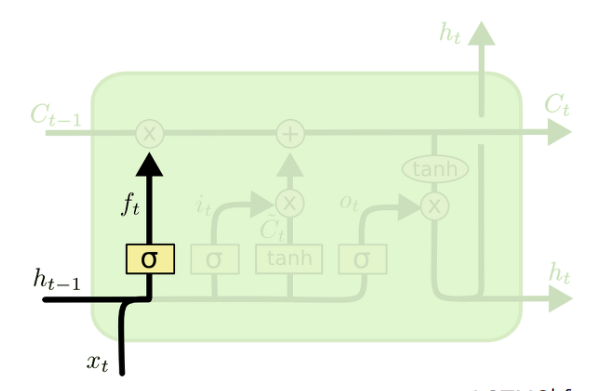 h_t
C_{t-1} × + C_t
tanh
f_t i_t × o_t ×
C̃_t
σ σ tanh σ
h_{t-1} h_t
x_t